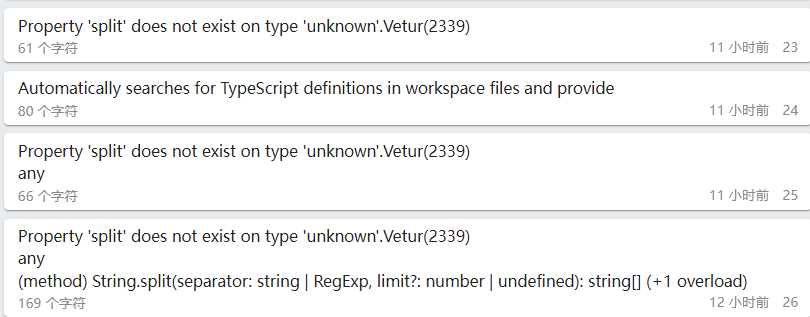 Property 'split' does not exist on type 'unknown'.Vetur(2339)
61 个字符
11 小时前 23
Automatically searches for TypeScript definitions in workspace files and provide
80 个字符
11 小时前 24
Property 'split' does not exist on type 'unknown'.Vetur(2339)
any
66 个字符
11 小时前 25
Property 'split' does not exist on type 'unknown'.Vetur(2339)
any
(method) String.split(separator: string | RegExp, limit?: number | undefined): string[] (+1 overload)
169 个字符
12 小时前 26